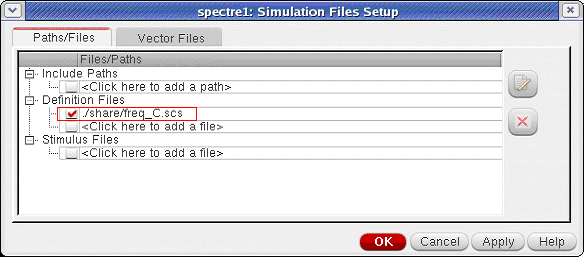 spectre1: Simulation Files Setup
Paths/Files
Vector Files
Files/Paths
Include Paths
<Click here to add a path>
Definition Files
./share/freq_C.scs
<Click here to add a file>
Stimulus Files
<Click here to add a file>
OK
Cancel
Apply
Help